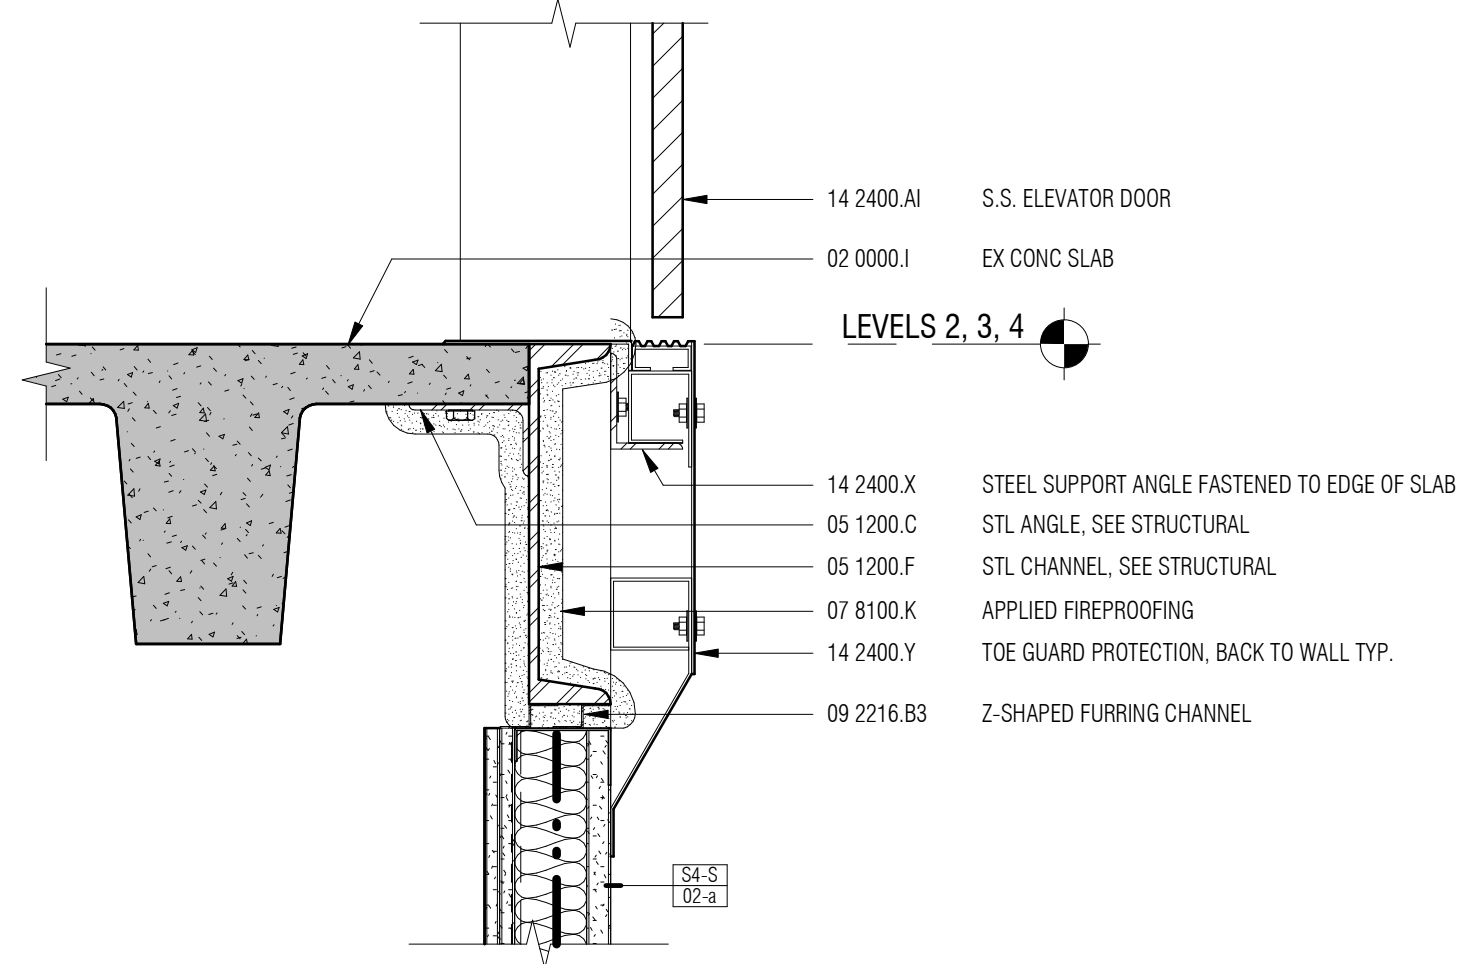 14 2400.AI S.S. ELEVATOR DOOR
02 0000.I EX CONC SLAB
LEVELS 2, 3, 4
14 2400.X STEEL SUPPORT ANGLE FASTENED TO EDGE OF SLAB
05 1200.C STL ANGLE, SEE STRUCTURAL
05 1200.F STL CHANNEL, SEE STRUCTURAL
07 8100.K APPLIED FIREPROOFING
14 2400.Y TOE GUARD PROTECTION, BACK TO WALL TYP.
09 2216.B3 Z-SHAPED FURRING CHANNEL
S4-S
02-a